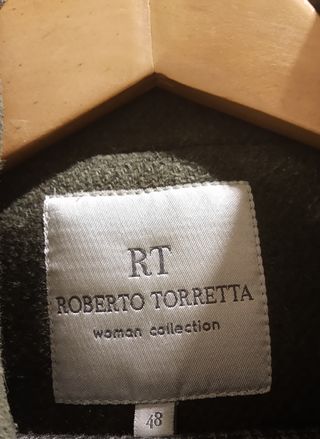 RT
ROBERTO TORRETTA
woman collection
48